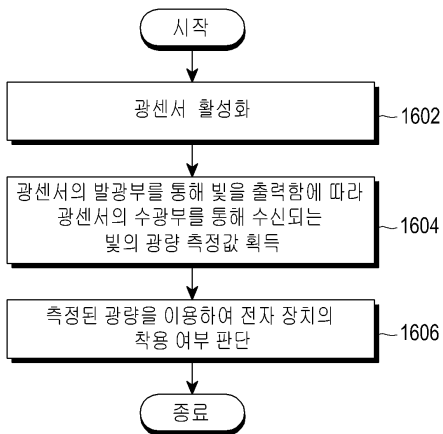 시작
광센서 활성화
1602
광센서의 발광부를 통해 빛을 출력함에 따라
광센서의 수광부를 통해 수신되는
빛의 광량 측정값 획득
1604
측정된 광량을 이용하여 전자 장치의
착용 여부 판단
1606
종료